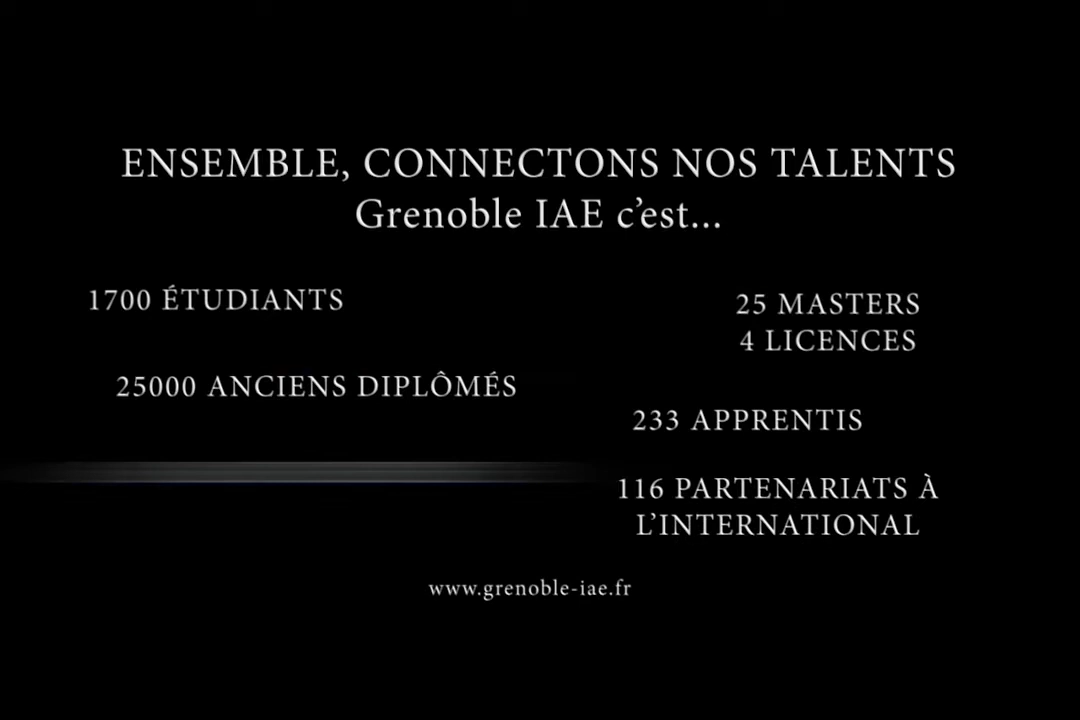 ENSEMBLE, CONNECTONS NOS TALENTS
Grenoble IAE c’est...
1700 ÉTUDIANTS
25000 ANCIENS DIPLÔMÉS
25 MASTERS
4 LICENCES
233 APPRENTIS
116 PARTENARIATS À
L’INTERNATIONAL
www.grenoble-iae.fr